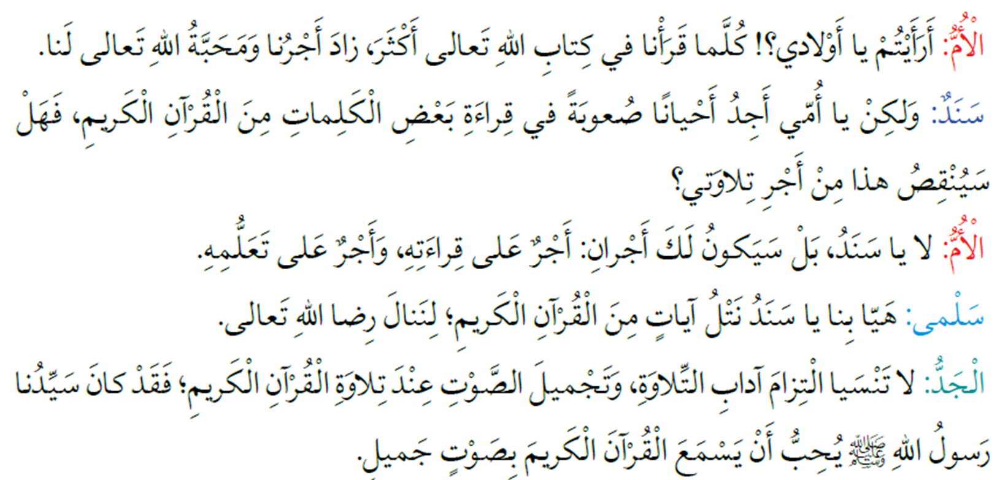 الْأُمُّ: أَرَأَيْتُمْ يا أَوْلادي؟! كُلَّما قَرَأْنا في كِتابِ اللهِ تَعالى أَكْثَرَ، زادَ أَجْرُنا وَمَحَبَّةُ اللهِ تَعالى لَنا.
سَنَدٌ: وَلكِنْ يا أُمّي أَجِدُ أَحْيانًا صُعوبَةً في قِراءَةِ بَعْضِ الْكَلِماتِ مِنَ الْقُرْآنِ الْكَريمِ، فَهَلْ
سَيُنْقِصُ هذا مِنْ أَجْرِ تِلاوَتي؟
الْأُمُّ: لا يا سَنَدُ، بَلْ سَيَكونُ لَكَ أَجْرانِ: أَجْرٌ عَلى قِراءَتِهِ، وَأَجْرٌ عَلى تَعَلُّمِهِ.
سَلْمى: هَيّا بِنا يا سَنَدُ نَتْلُ آياتٍ مِنَ الْقُرْآنِ الْكَريمِ؛ لِنَنالَ رِضا اللهِ تَعالى.
الْجَدُّ: لا تَنْسَيا الْتِزامَ آدابِ التِّلاوَةِ، وَتَجْميلَ الصَّوْتِ عِنْدَ تِلاوَةِ الْقُرْآنِ الْكَريمِ؛ فَقَدْ كانَ سَيِّدُنا
رَسولُ اللهِ ﷺ يُحِبُّ أَنْ يَسْمَعَ الْقُرْآنَ الْكَريمَ بِصَوْتٍ جَميلٍ.